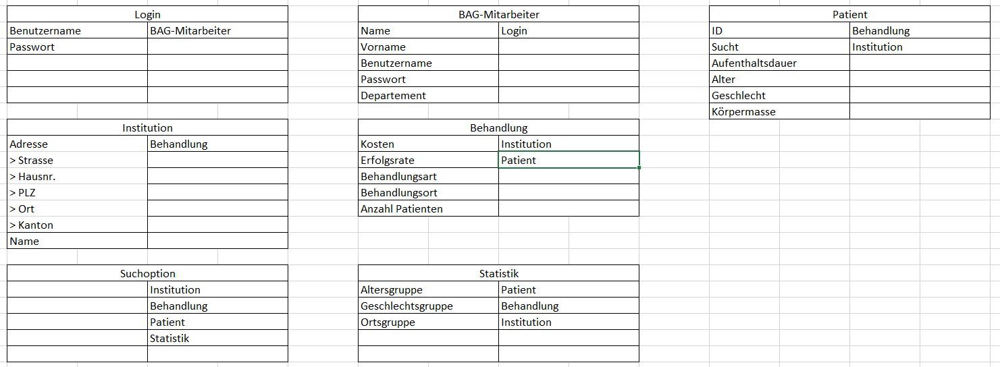 Login
Benutzername BAG-Mitarbeiter
Passwort
BAG-Mitarbeiter
Name Login
Vorname
Benutzername
Passwort
Departement
Patient
ID Behandlung
Sucht Institution
Aufenthaltsdauer
Alter
Geschlecht
Körpermasse
Institution
Adresse Behandlung
> Strasse
> Hausnr.
> PLZ
> Ort
> Kanton
Name
Behandlung
Kosten Institution
Erfolgsrate Patient
Behandlungsart
Behandlungsort
Anzahl Patienten
Suchoption
Institution
Behandlung
Patient
Statistik
Statistik
Altersgruppe Patient
Geschlechtsgruppe Behandlung
Ortsgruppe Institution